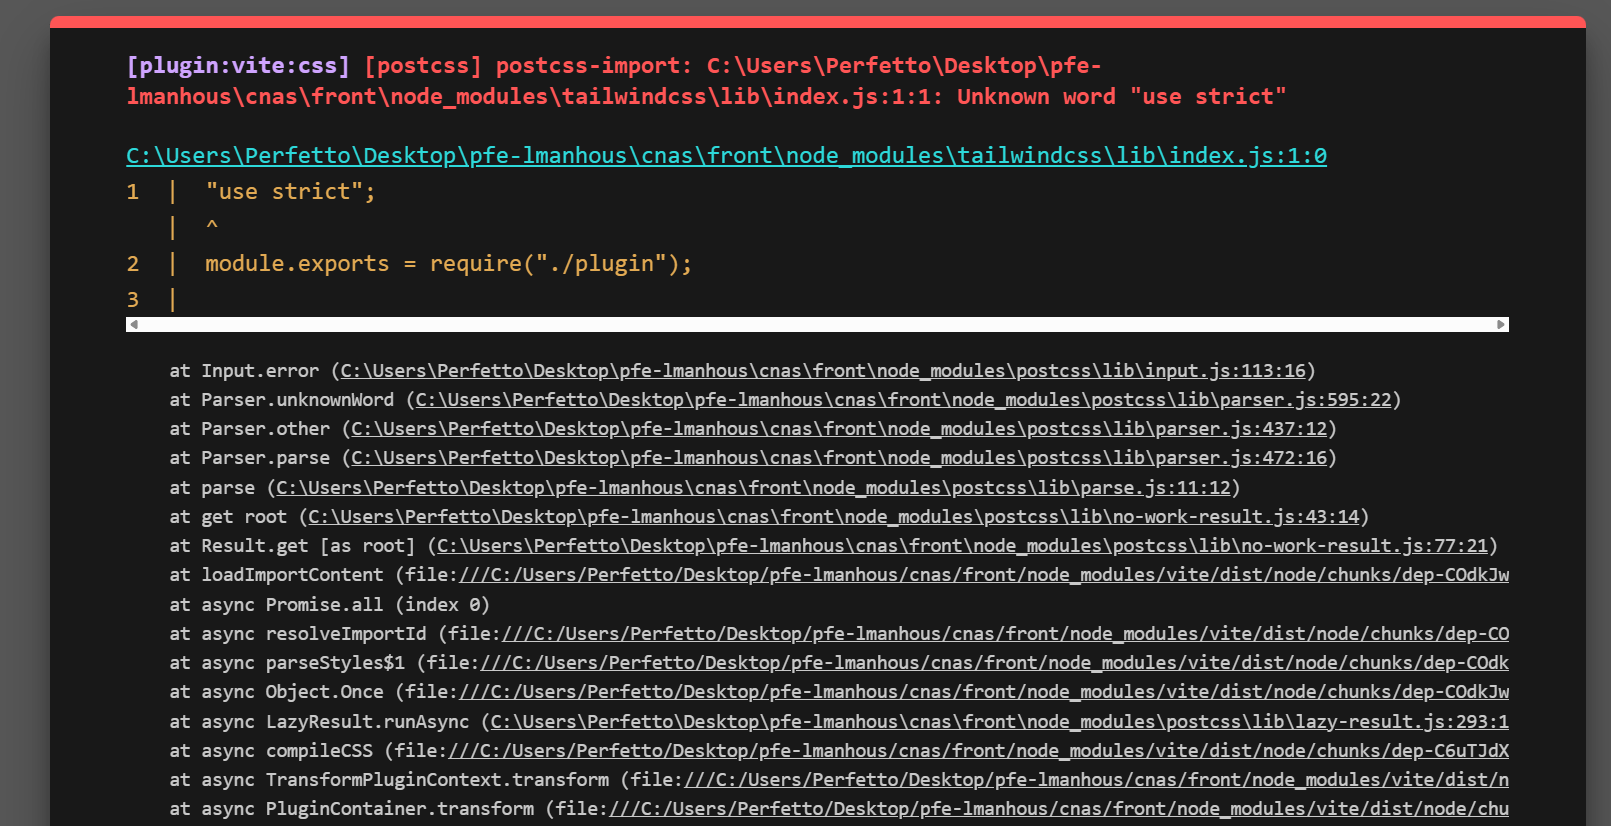 [plugin:vite:css] [postcss] postcss-import: C:\Users\Perfetto\Desktop\pfe-
lmanhous\cnas\front\node_modules\tailwindcss\lib\index.js:1:1: Unknown word "use strict"
C:\Users\Perfetto\Desktop\pfe-lmanhous\cnas\front\node_modules\tailwindcss\lib\index.js:1:0
1 | "use strict";
| ^
2 | module.exports = require("./plugin");
3 |
at Input.error (C:\Users\Perfetto\Desktop\pfe-lmanhous\cnas\front\node_modules\postcss\lib\input.js:113:16)
at Parser.unknownWord (C:\Users\Perfetto\Desktop\pfe-lmanhous\cnas\front\node_modules\postcss\lib\parser.js:595:22)
at Parser.other (C:\Users\Perfetto\Desktop\pfe-lmanhous\cnas\front\node_modules\postcss\lib\parser.js:437:12)
at Parser.parse (C:\Users\Perfetto\Desktop\pfe-lmanhous\cnas\front\node_modules\postcss\lib\parser.js:472:16)
at parse (C:\Users\Perfetto\Desktop\pfe-lmanhous\cnas\front\node_modules\postcss\lib\parse.js:11:12)
at get root (C:\Users\Perfetto\Desktop\pfe-lmanhous\cnas\front\node_modules\postcss\lib\no-work-result.js:43:14)
at Result.get [as root] (C:\Users\Perfetto\Desktop\pfe-lmanhous\cnas\front\node_modules\postcss\lib\no-work-result.js:77:21)
at loadImportContent (file:///C:/Users/Perfetto/Desktop/pfe-lmanhous/cnas/front/node_modules/vite/dist/node/chunks/dep-COdkJw
at async Promise.all (index 0)
at async resolveImportId (file:///C:/Users/Perfetto/Desktop/pfe-lmanhous/cnas/front/node_modules/vite/dist/node/chunks/dep-CO
at async parseStyles$1 (file:///C:/Users/Perfetto/Desktop/pfe-lmanhous/cnas/front/node_modules/vite/dist/node/chunks/dep-COdk
at async Object.Once (file:///C:/Users/Perfetto/Desktop/pfe-lmanhous/cnas/front/node_modules/vite/dist/node/chunks/dep-COdkJw
at async LazyResult.runAsync (C:\Users\Perfetto\Desktop\pfe-lmanhous\cnas\front\node_modules\postcss\lib\lazy-result.js:293:1
at async compileCSS (file:///C:/Users/Perfetto/Desktop/pfe-lmanhous/cnas/front/node_modules/vite/dist/node/chunks/dep-C6uTJdX
at async TransformPluginContext.transform (file:///C:/Users/Perfetto/Desktop/pfe-lmanhous/cnas/front/node_modules/vite/dist/n
at async PluginContainer.transform (file:///C:/Users/Perfetto/Desktop/pfe-lmanhous/cnas/front/node_modules/vite/dist/node/chu